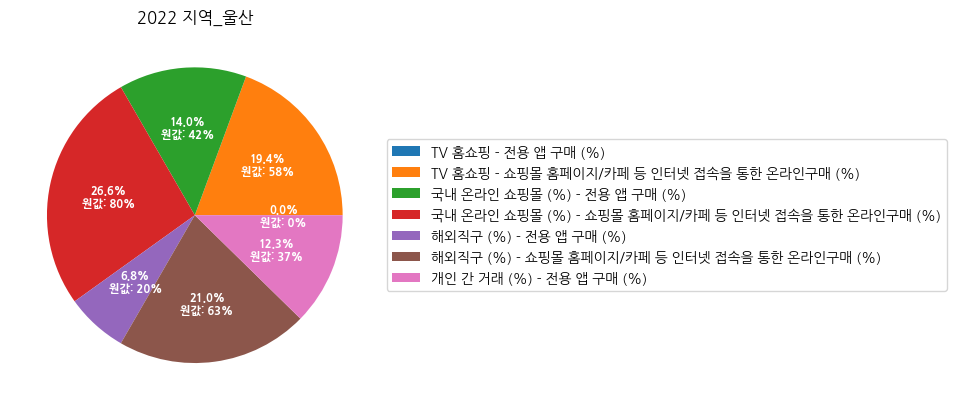 2022 지역_울산
14.0%
원값: 42%
19.4%
원값: 58%
26.6%
원값: 80%
0.0%
원값: 0%
12.3%
원값: 37%
6.8%
원값: 20%
21.0%
원값: 63%
TV 홈쇼핑 - 전용 앱 구매 (%)
TV 홈쇼핑 - 쇼핑몰 홈페이지/카페 등 인터넷 접속을 통한 온라인구매 (%)
국내 온라인 쇼핑몰 (%) - 전용 앱 구매 (%)
국내 온라인 쇼핑몰 (%) - 쇼핑몰 홈페이지/카페 등 인터넷 접속을 통한 온라인구매 (%)
해외직구 (%) - 전용 앱 구매 (%)
해외직구 (%) - 쇼핑몰 홈페이지/카페 등 인터넷 접속을 통한 온라인구매 (%)
개인 간 거래 (%) - 전용 앱 구매 (%)